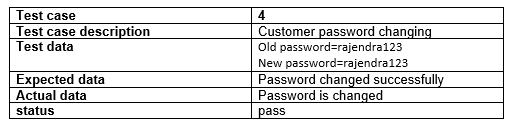 Test case 4
Test case description Customer password changing
Test data Old password=rajendra123
New password=rajendra123
Expected data Password changed successfully
Actual data Password is changed
status pass